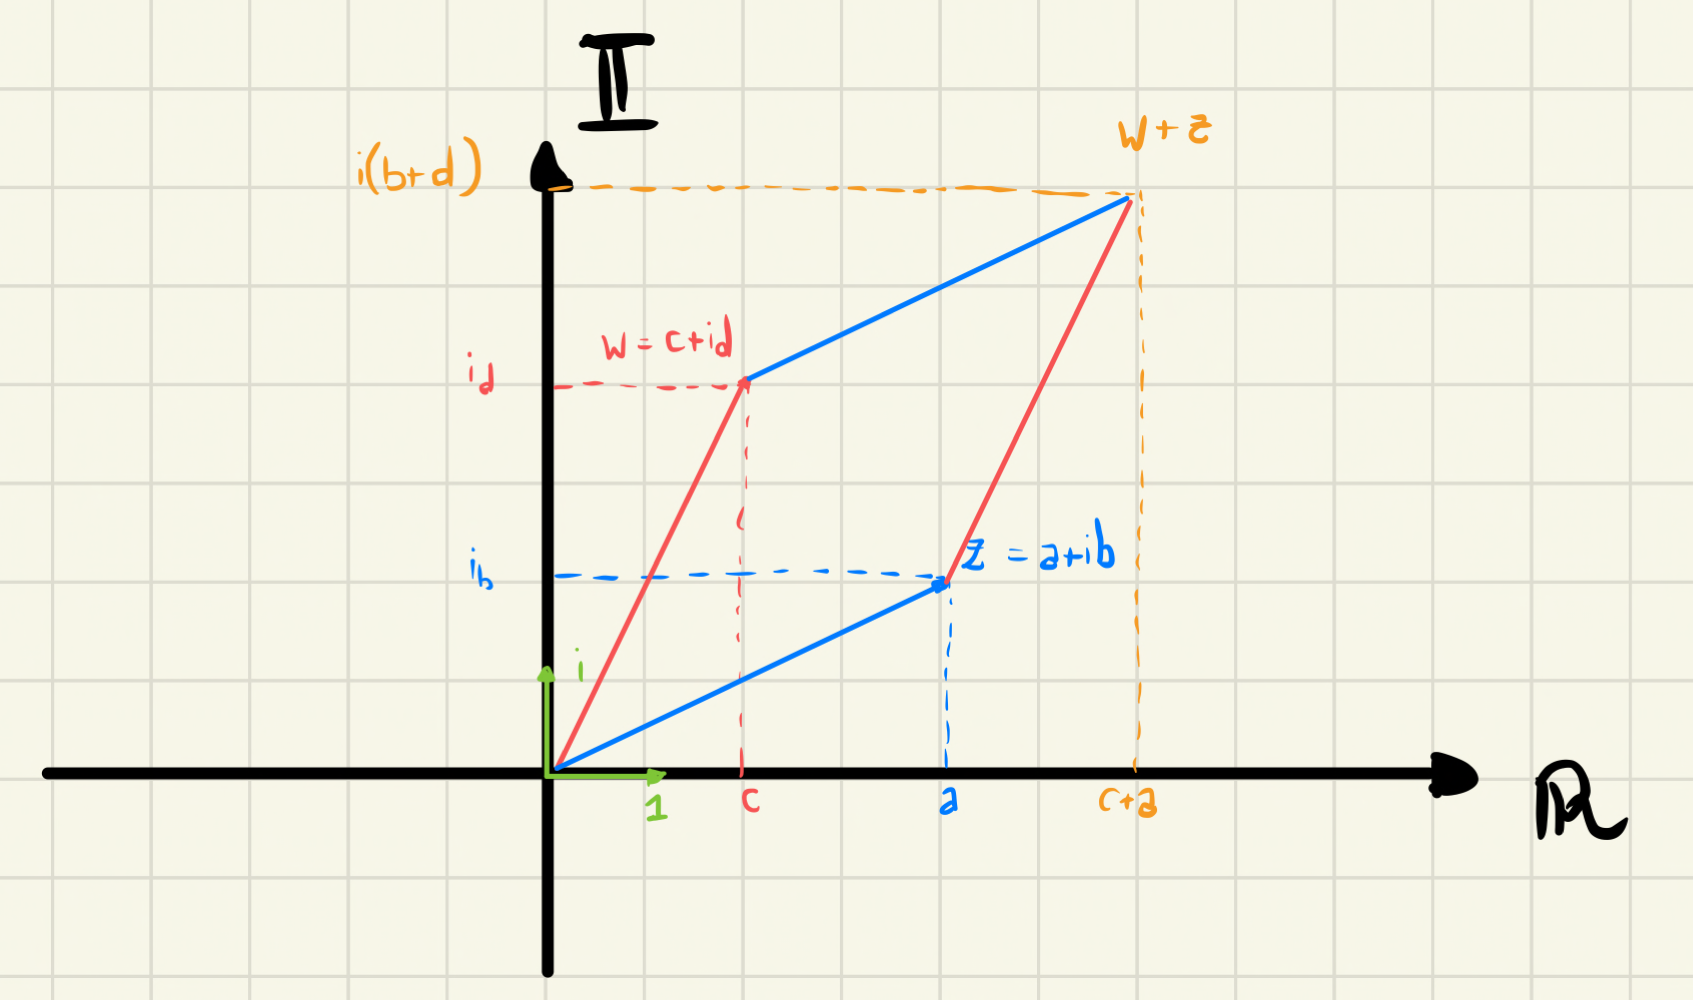 𝕀
w + z
i(b+d)
w = c+id
id
z = a+ib
ib
i
1
c
a
c+a
ℝ